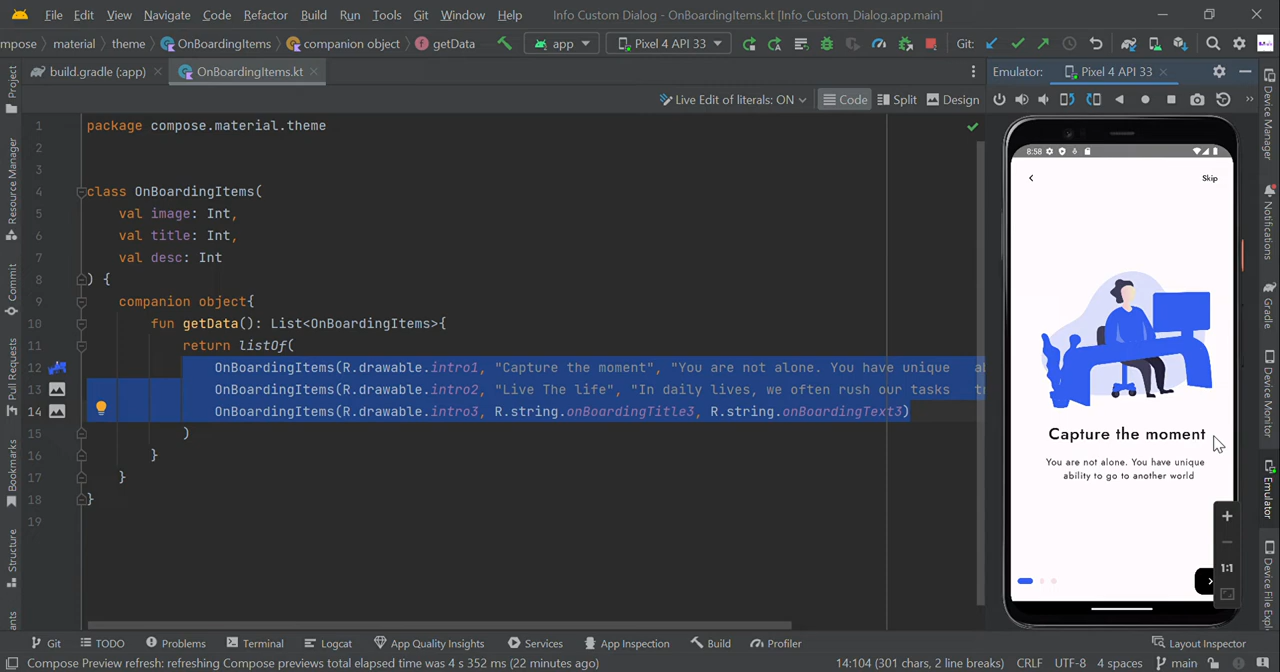 File Edit View Navigate Code Refactor Build Run Tools Git Window Help Info Custom Dialog - OnBoardingItems.kt [Info_Custom_Dialog.app.main]
mpose material theme OnBoardingItems companion object getData app Pixel 4 API 33 Git:
build.gradle (:app) OnBoardingItems.kt Emulator: Pixel 4 API 33
Live Edit of literals: ON Code Split Design
Project
Resource Manager
Commit
Pull Requests
Bookmarks
Structure
ants
1 package compose.material.theme
2
3
4 class OnBoardingItems(
5 val image: Int,
6 val title: Int,
7 val desc: Int
8 ) {
9 companion object{
10 fun getData(): List<OnBoardingItems>{
11 return listOf(
12 OnBoardingItems(R.drawable.intro1, "Capture the moment", "You are not alone. You have unique a
13 OnBoardingItems(R.drawable.intro2, "Live The life", "In daily lives, we often rush our tasks t
14 OnBoardingItems(R.drawable.intro3, R.string.onBoardingTitle3, R.string.onBoardingText3)
15 )
16 }
17 }
18 }
19
8:58
Skip
Capture the moment
You are not alone. You have unique
ability to go to another world
1:1
Device Manager
Notifications
Gradle
Device Monitor
Emulator
Device File Explo
Git TODO Problems Terminal Logcat App Quality Insights Services App Inspection Build Profiler Layout Inspector
Compose Preview refresh: refreshing Compose previews total elapsed time was 4 s 352 ms (22 minutes ago) 14:104 (301 chars, 2 line breaks) CRLF UTF-8 4 spaces main